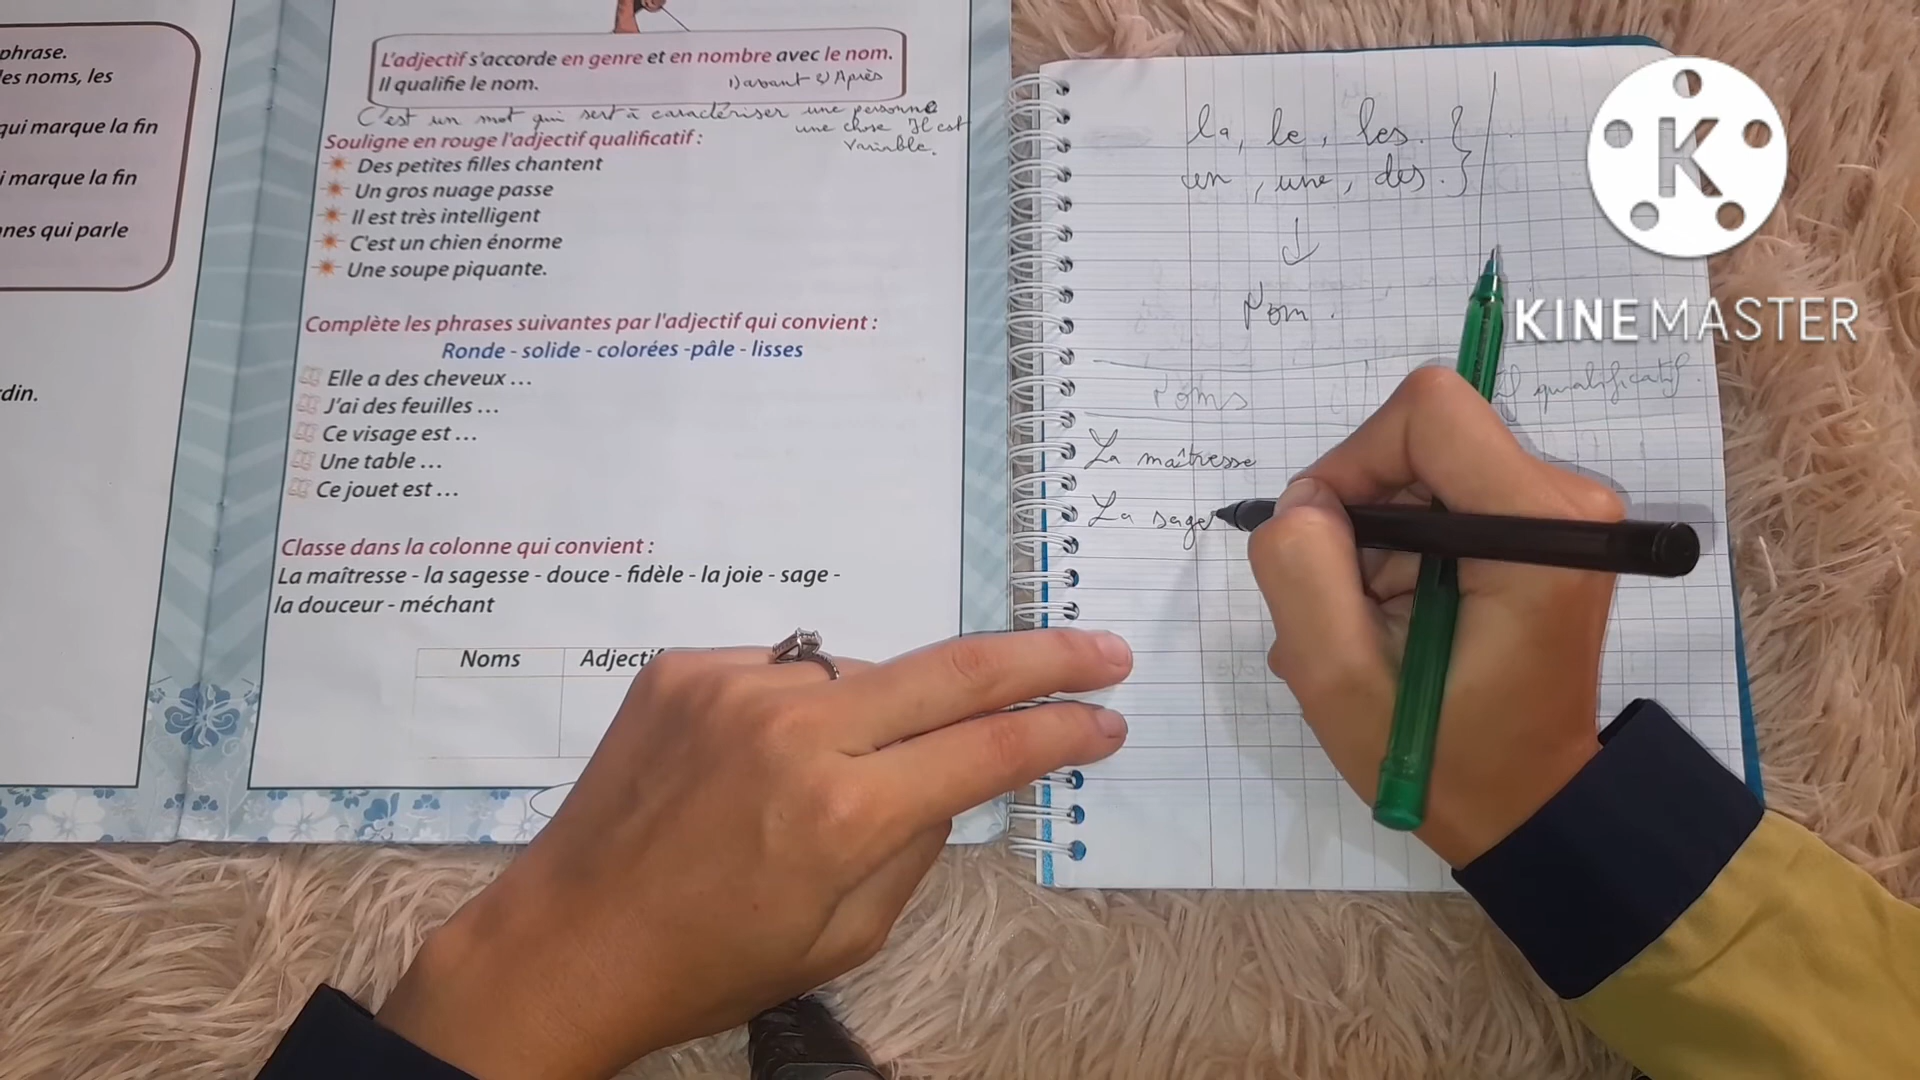 phrase.
les noms, les
qui marque la fin
i marque la fin
nes qui parle
din.
L'adjectif s'accorde en genre et en nombre avec le nom.
Il qualifie le nom.
1) avant 2) Après
C'est un mot qui sert à caractériser une personne
une chose Il est
variable.
Souligne en rouge l'adjectif qualificatif :
Des petites filles chantent
Un gros nuage passe
Il est très intelligent
C'est un chien énorme
Une soupe piquante.
Complète les phrases suivantes par l'adjectif qui convient :
Ronde - solide - colorées -pâle - lisses
Elle a des cheveux ...
J'ai des feuilles ...
Ce visage est ...
Une table ...
Ce jouet est ...
Classe dans la colonne qui convient :
La maîtresse - la sagesse - douce - fidèle - la joie - sage -
la douceur - méchant
Noms Adjectif
la, le, les.
un, une, des.
Nom.
Noms qualificatif.
La maîtresse
La sage
K
KINEMASTER